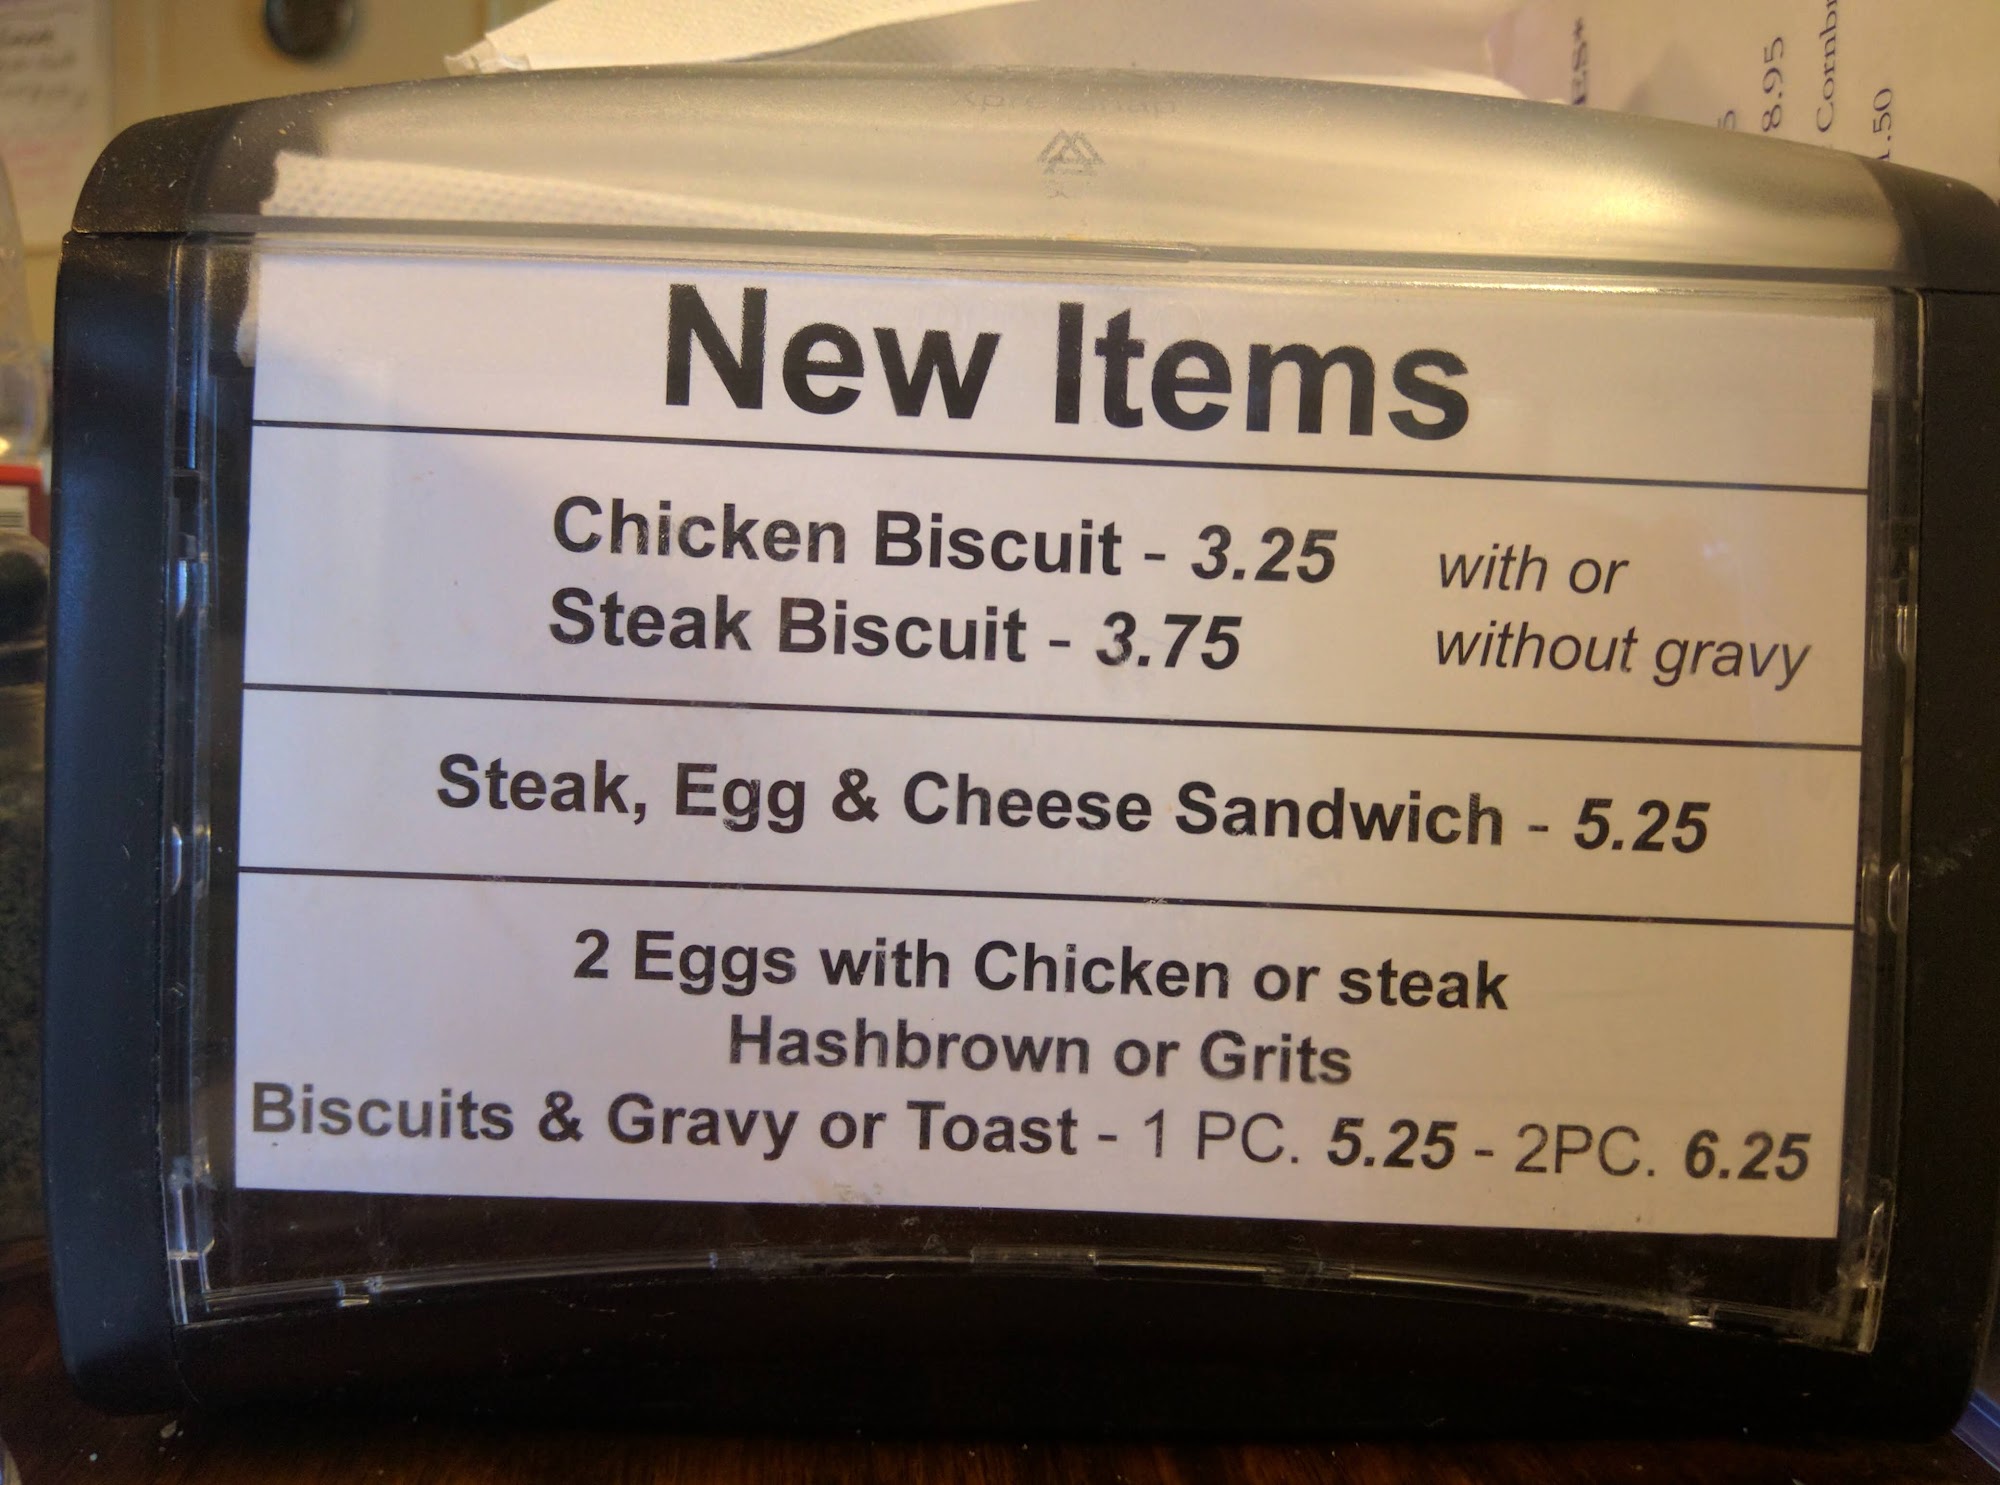 New Items
Chicken Biscuit - 3.25 with or
Steak Biscuit - 3.75 without gravy
Steak, Egg & Cheese Sandwich - 5.25
2 Eggs with Chicken or steak
Hashbrown or Grits
Biscuits & Gravy or Toast - 1 PC. 5.25 - 2PC. 6.25
8.95